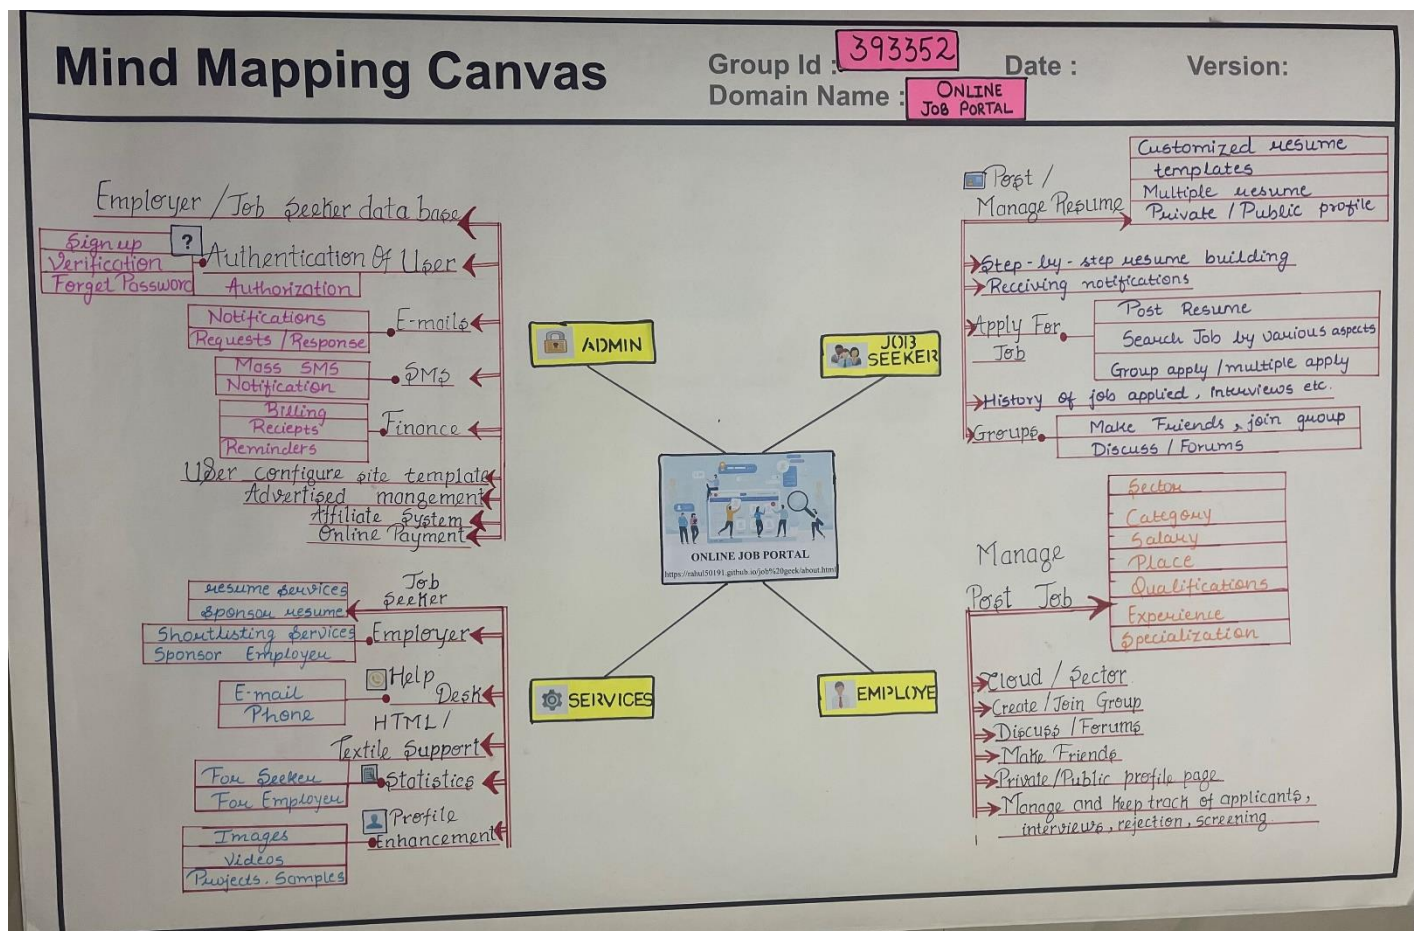 Mind Mapping Canvas
Group Id : 393352
Date :
Version:
Domain Name : ONLINE
JOB PORTAL
Employer / Job Seeker data base
Sign up
Verification
Forget Password
?
Authentication Of User
Authorization
E-mails
Notifications
Requests / Response
SMS
Mass SMS
Notification
Finance
Billing
Reciepts
Reminders
User configure site template
Advertised mangement
Affiliate System
Online Payment
ADMIN
JOB
SEEKER
Post /
Manage Resume
Customized resume
templates
Multiple resume
Private / Public profile
Step-by-step resume building
Receiving notifications
Apply For
Job
Post Resume
Search Job by various aspects
Group apply / multiple apply
History of job applied, interviews etc.
Groups
Make Friends, join group
Discuss / Forums
ONLINE JOB PORTAL
https://rahul50191.github.io/job%20geek/about.html
SERVICES
EMPLOYE
Job
Seeker
resume services
sponsor resume
Employer
Shortlisting Services
Sponsor Employer
Help
Desk
E-mail
Phone
HTML /
Textile Support
Statistics
For Seeker
For Employer
Profile
Enhancement
Images
Videos
Projects. Samples
Manage
Post Job
Sector
Category
Salary
Place
Qualifications
Experience
Specialization
Cloud / Sector
Create / Join Group
Discuss / Forums
Make Friends
Private / Public profile page
Manage and keep track of applicants,
interviews, rejection, screening.